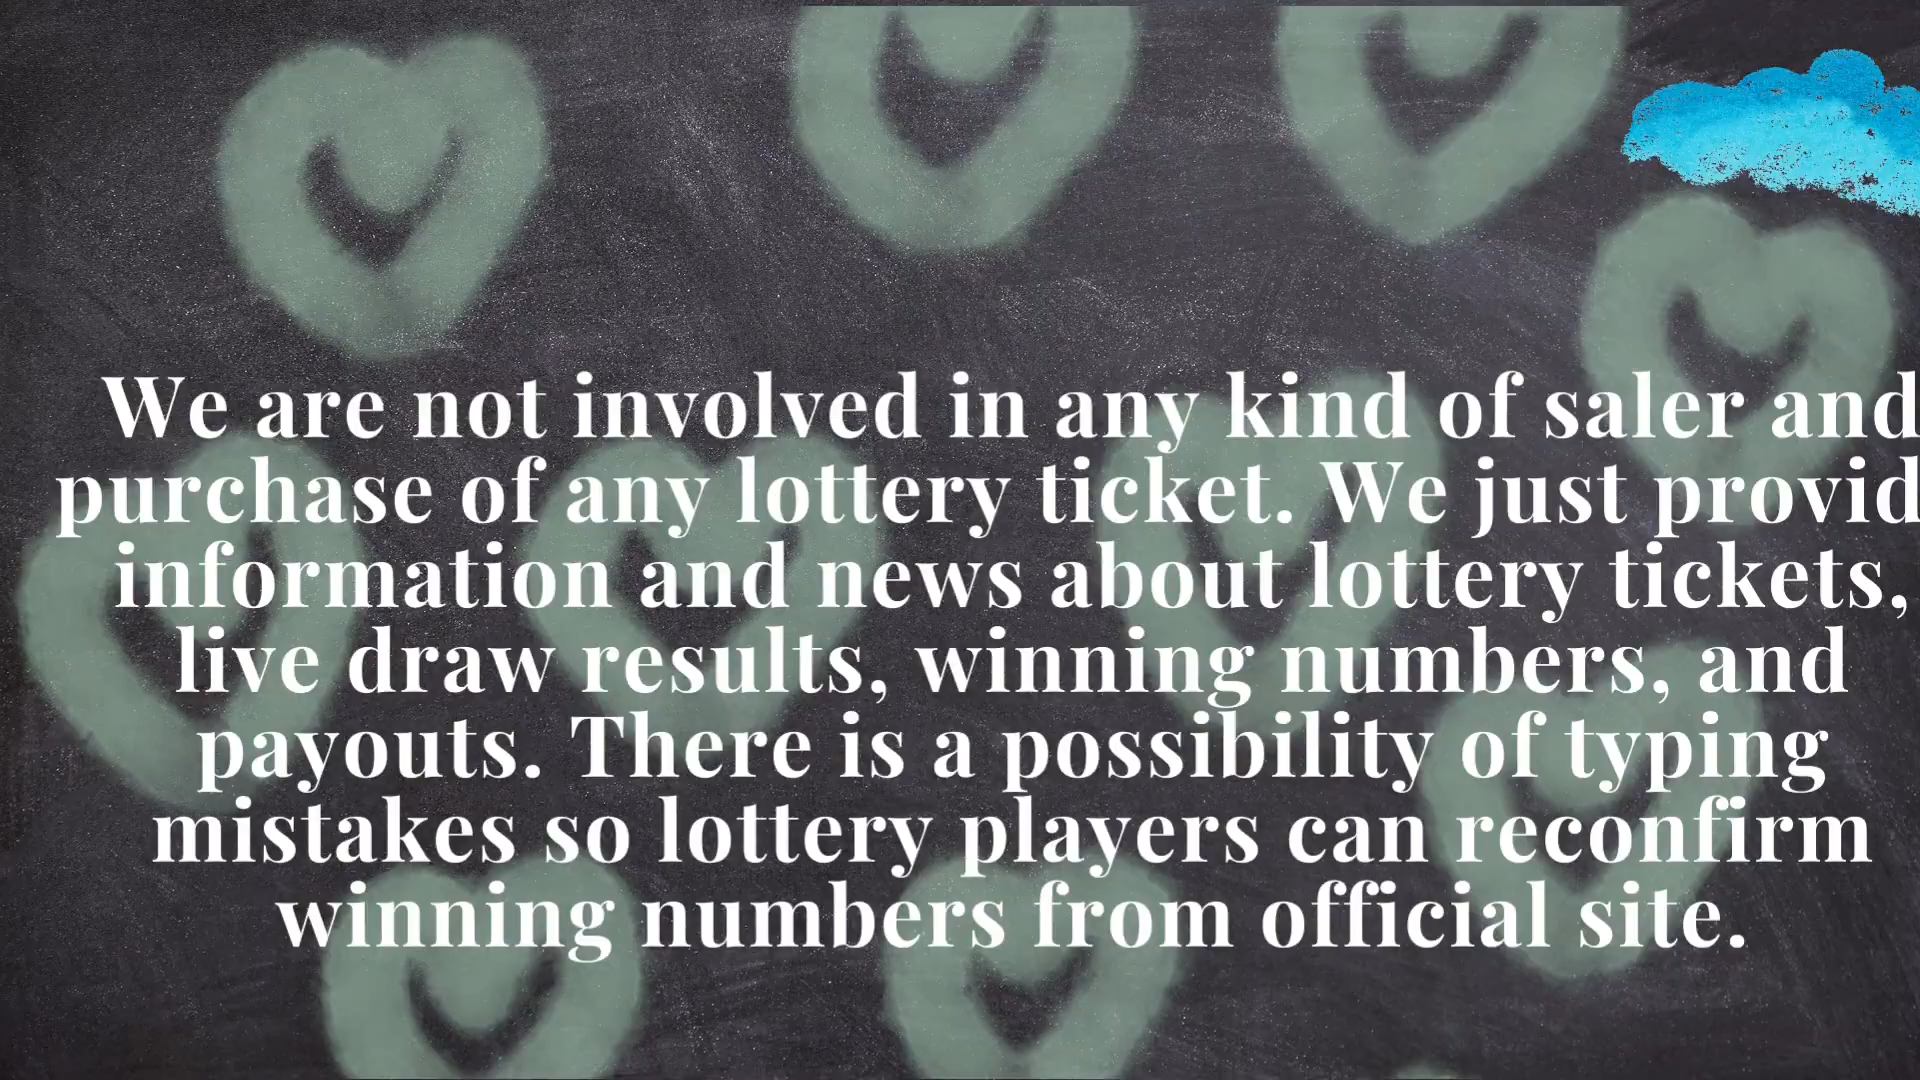 We are not involved in any kind of saler and
purchase of any lottery ticket. We just provid
information and news about lottery tickets,
live draw results, winning numbers, and
payouts. There is a possibility of typing
mistakes so lottery players can reconfirm
winning numbers from official site.